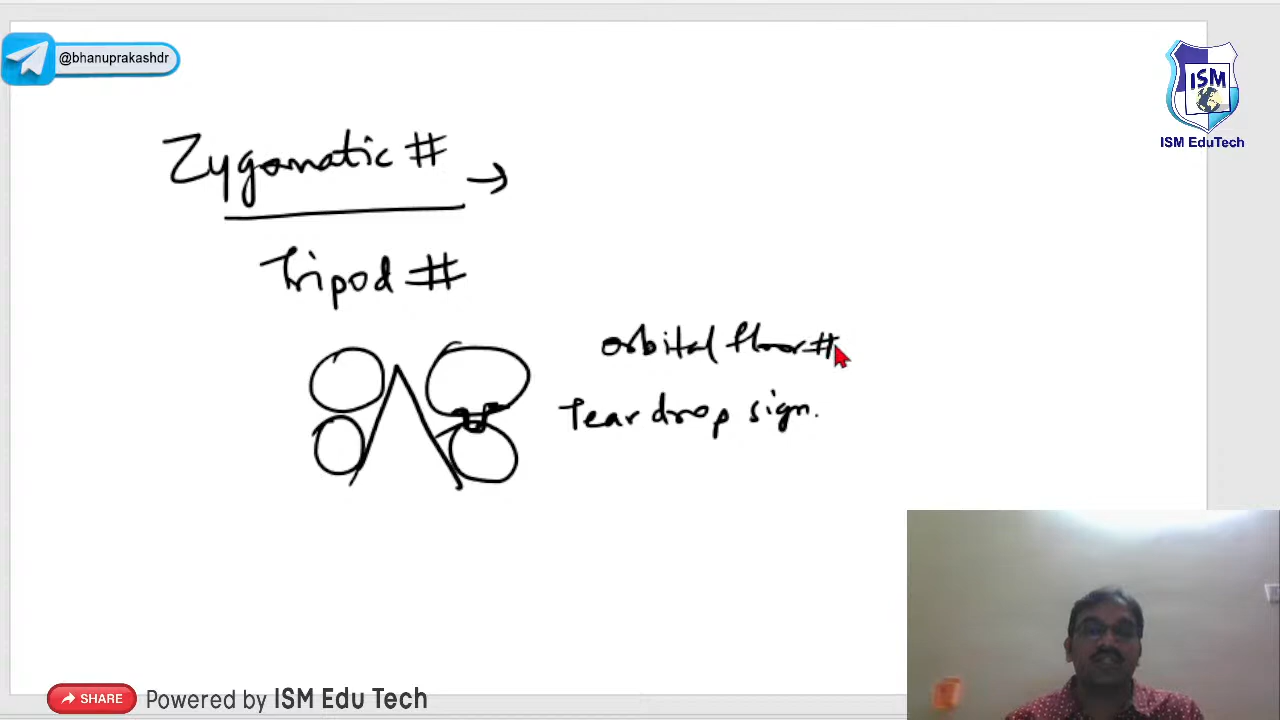 @bhanuprakashdr
ISM
ISM EduTech
Zygomatic # →
Tripod #
orbital floor #
Tear drop sign.
SHARE
Powered by ISM Edu Tech